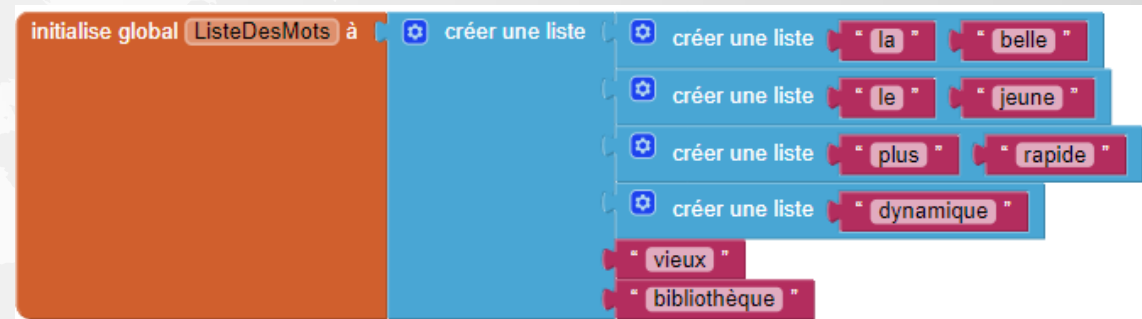 initialise global ListeDesMots à créer une liste créer une liste “ la ” “ belle ”
créer une liste “ le ” “ jeune ”
créer une liste “ plus ” “ rapide ”
créer une liste “ dynamique ”
“ vieux ”
“ bibliothèque ”